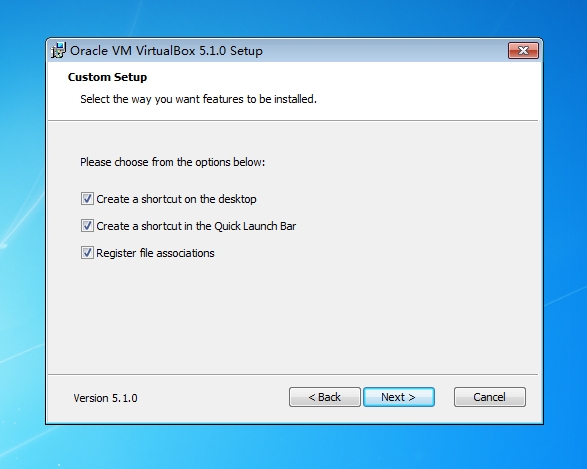 Oracle VM VirtualBox 5.1.0 Setup
Custom Setup
Select the way you want features to be installed.
Please choose from the options below:
Create a shortcut on the desktop
Create a shortcut in the Quick Launch Bar
Register file associations
Version 5.1.0
< Back
Next >
Cancel